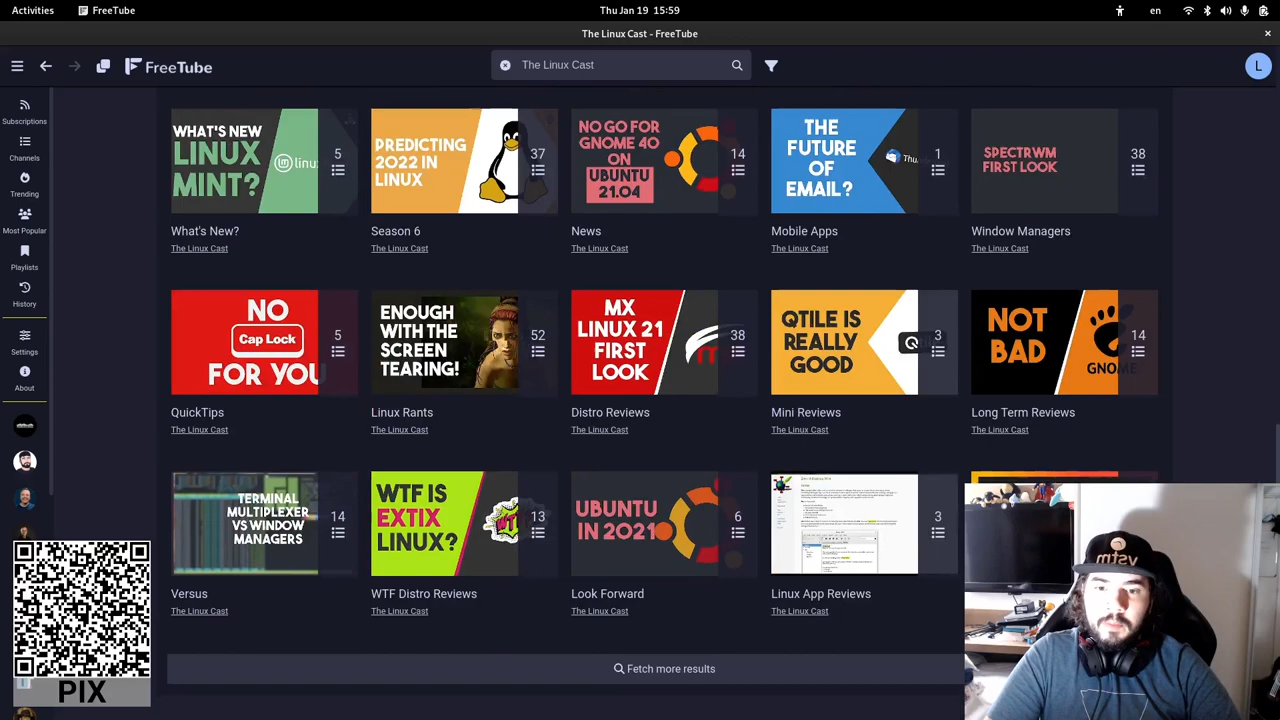 Activities
FreeTube
Thu Jan 19 15:59
en
The Linux Cast - FreeTube
FreeTube
The Linux Cast
L
Subscriptions
Channels
Trending
Most Popular
Playlists
History
Settings
About
WHAT'S NEW
LINUX
MINT?
5
PREDICTING
2022 IN
LINUX
37
NO GO FOR
GNOME 40
ON
UBUNTU
21.04
14
THE
FUTURE
OF
EMAIL?
Thu
1
SPECTRWM
FIRST LOOK
38
What's New?
The Linux Cast
Season 6
The Linux Cast
News
The Linux Cast
Mobile Apps
The Linux Cast
Window Managers
The Linux Cast
NO
Cap Lock
FOR YOU
5
ENOUGH
WITH THE
SCREEN
TEARING!
52
MX
LINUX 21
FIRST
LOOK
38
QTILE IS
REALLY
GOOD
3
NOT
BAD
GNOME
14
QuickTips
The Linux Cast
Linux Rants
The Linux Cast
Distro Reviews
The Linux Cast
Mini Reviews
The Linux Cast
Long Term Reviews
The Linux Cast
TERMINAL
MULTIPLEXER
VS WINDOW
MANAGERS
14
WTF IS
EXTIX
LINUX?
13
UBUNTU
IN 2021
6
3
Versus
The Linux Cast
WTF Distro Reviews
The Linux Cast
Look Forward
The Linux Cast
Linux App Reviews
The Linux Cast
Fetch more results
PIX